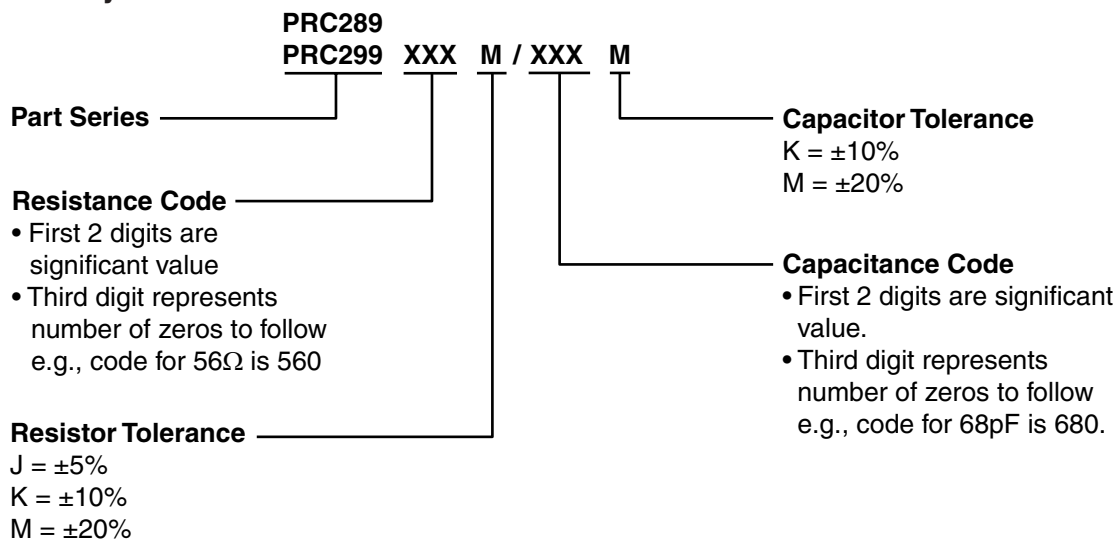 PRC289
PRC299 XXX M / XXX M
Part Series
Resistance Code
• First 2 digits are
significant value
• Third digit represents
number of zeros to follow
e.g., code for 56Ω is 560
Resistor Tolerance
J = ±5%
K = ±10%
M = ±20%
Capacitor Tolerance
K = ±10%
M = ±20%
Capacitance Code
• First 2 digits are significant
value.
• Third digit represents
number of zeros to follow
e.g., code for 68pF is 680.